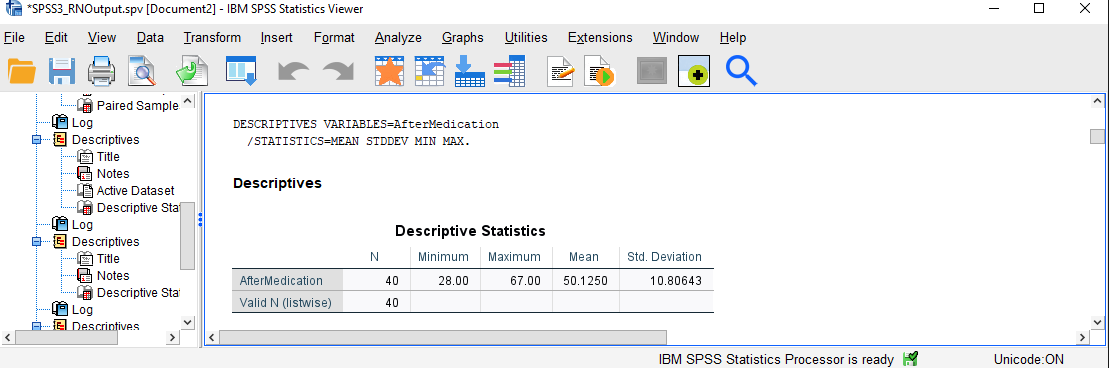 *SPSS3_RNOutput.spv [Document2] - IBM SPSS Statistics Viewer
File Edit View Data Transform Insert Format Analyze Graphs Utilities Extensions Window Help
Paired Sample
Log
Descriptives
Title
Notes
Active Dataset
Descriptive Sta
Log
Descriptives
Title
Notes
Descriptive Sta
Log
Descriptives
DESCRIPTIVES VARIABLES=AfterMedication
/STATISTICS=MEAN STDDEV MIN MAX.
Descriptives
Descriptive Statistics
N Minimum Maximum Mean Std. Deviation
AfterMedication 40 28.00 67.00 50.1250 10.80643
Valid N (listwise) 40
IBM SPSS Statistics Processor is ready Unicode:ON